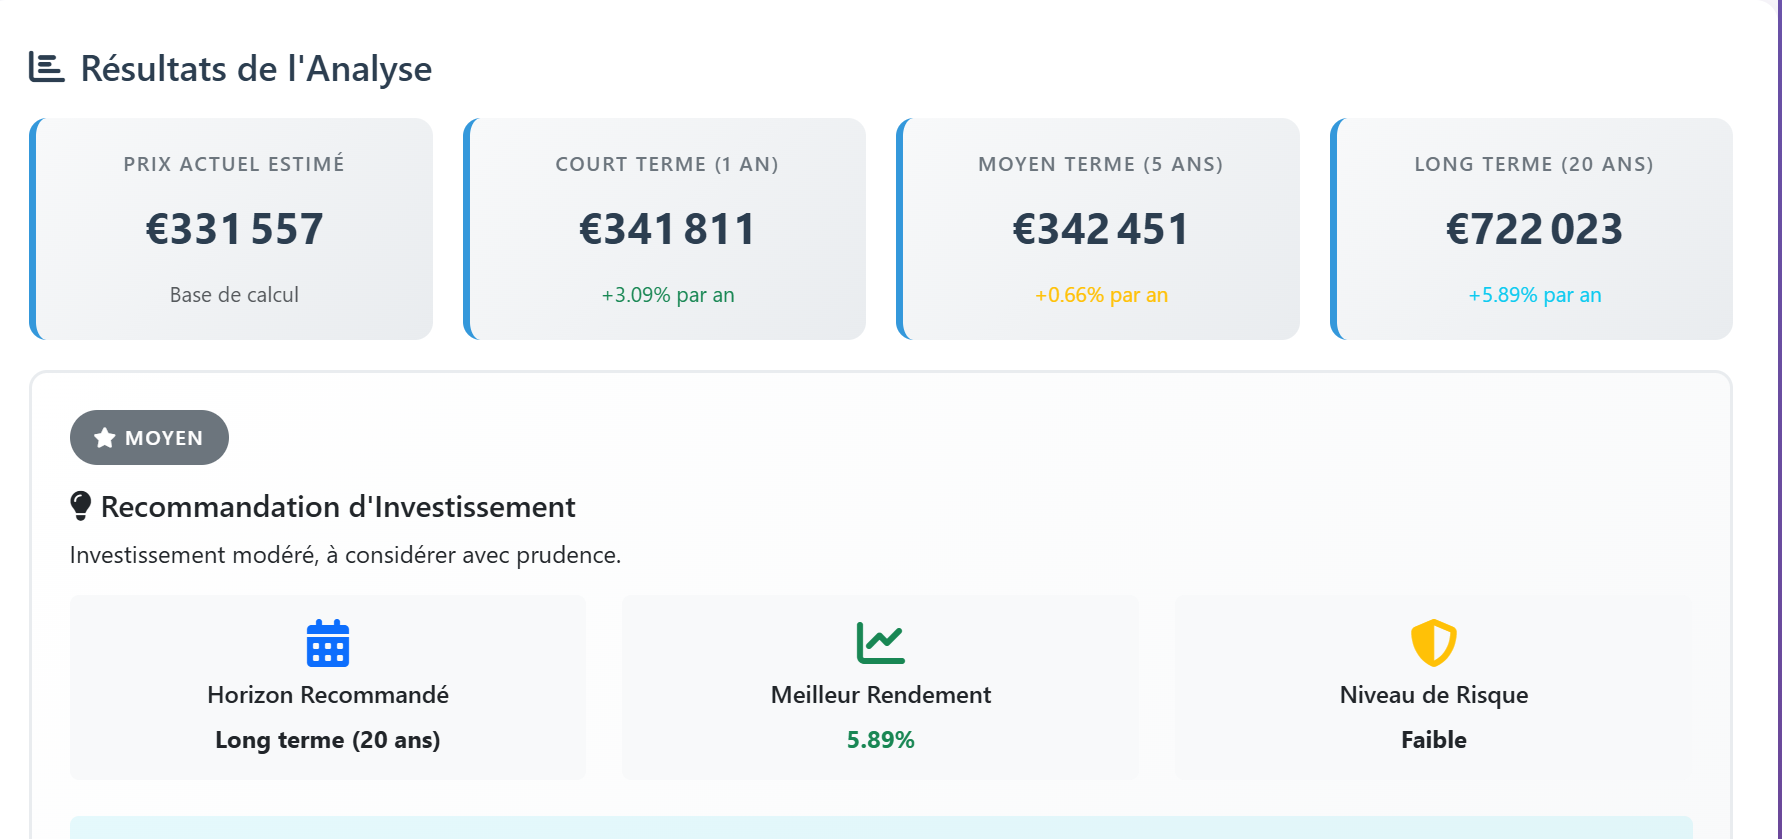 Résultats de l'Analyse
PRIX ACTUEL ESTIMÉ
€331 557
Base de calcul
COURT TERME (1 AN)
€341 811
+3.09% par an
MOYEN TERME (5 ANS)
€342 451
+0.66% par an
LONG TERME (20 ANS)
€722 023
+5.89% par an
MOYEN
Recommandation d'Investissement
Investissement modéré, à considérer avec prudence.
Horizon Recommandé
Long terme (20 ans)
Meilleur Rendement
5.89%
Niveau de Risque
Faible